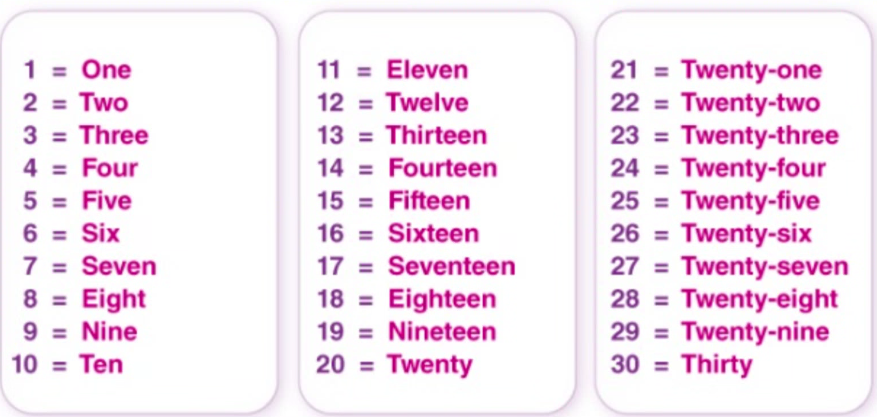 1 = One
2 = Two
3 = Three
4 = Four
5 = Five
6 = Six
7 = Seven
8 = Eight
9 = Nine
10 = Ten
11 = Eleven
12 = Twelve
13 = Thirteen
14 = Fourteen
15 = Fifteen
16 = Sixteen
17 = Seventeen
18 = Eighteen
19 = Nineteen
20 = Twenty
21 = Twenty-one
22 = Twenty-two
23 = Twenty-three
24 = Twenty-four
25 = Twenty-five
26 = Twenty-six
27 = Twenty-seven
28 = Twenty-eight
29 = Twenty-nine
30 = Thirty